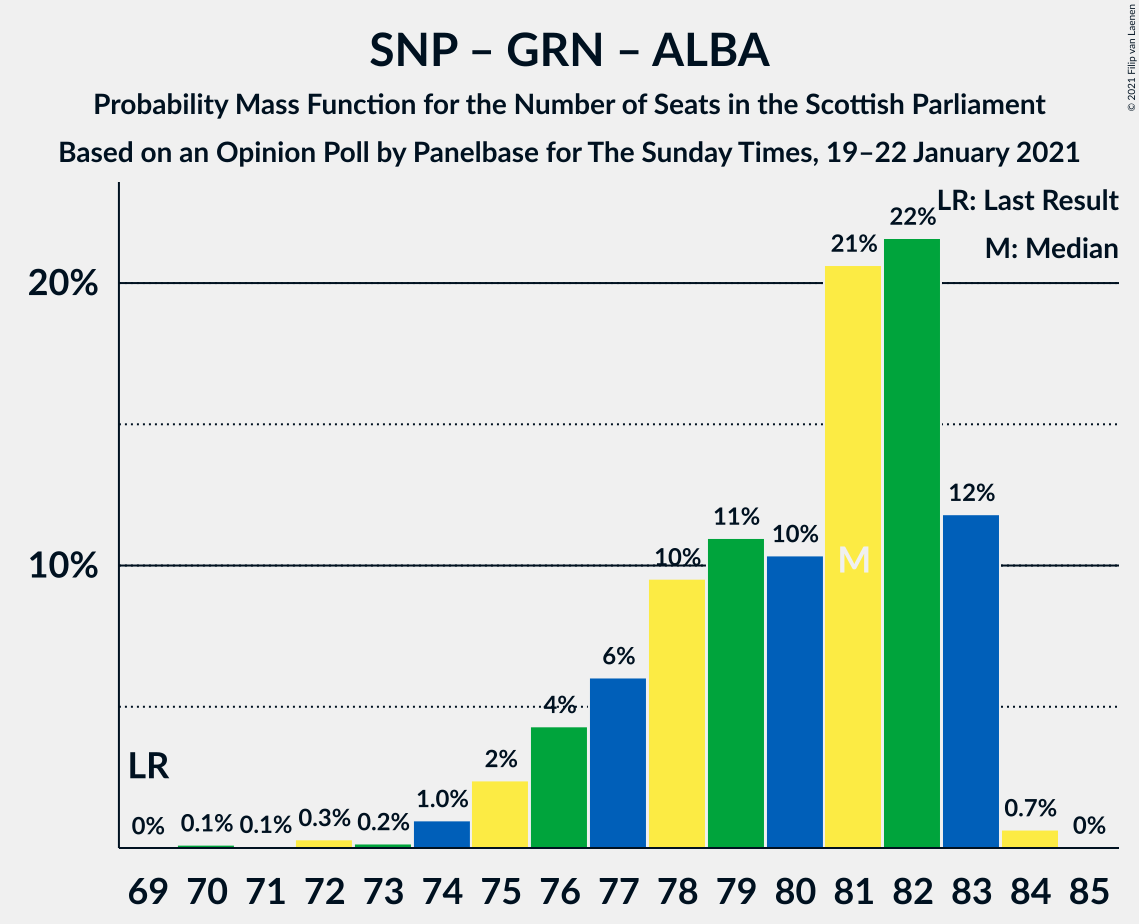 SNP – GRN – ALBA
Probability Mass Function for the Number of Seats in the Scottish Parliament
Based on an Opinion Poll by Panelbase for The Sunday Times, 19–22 January 2021
© 2021 Filip van Laenen
LR: Last Result
M: Median
20%
10%
LR
M
0% 0.1% 0.1% 0.3% 0.2% 1.0% 2% 4% 6% 10% 11% 10% 21% 22% 12% 0.7% 0%
69 70 71 72 73 74 75 76 77 78 79 80 81 82 83 84 85